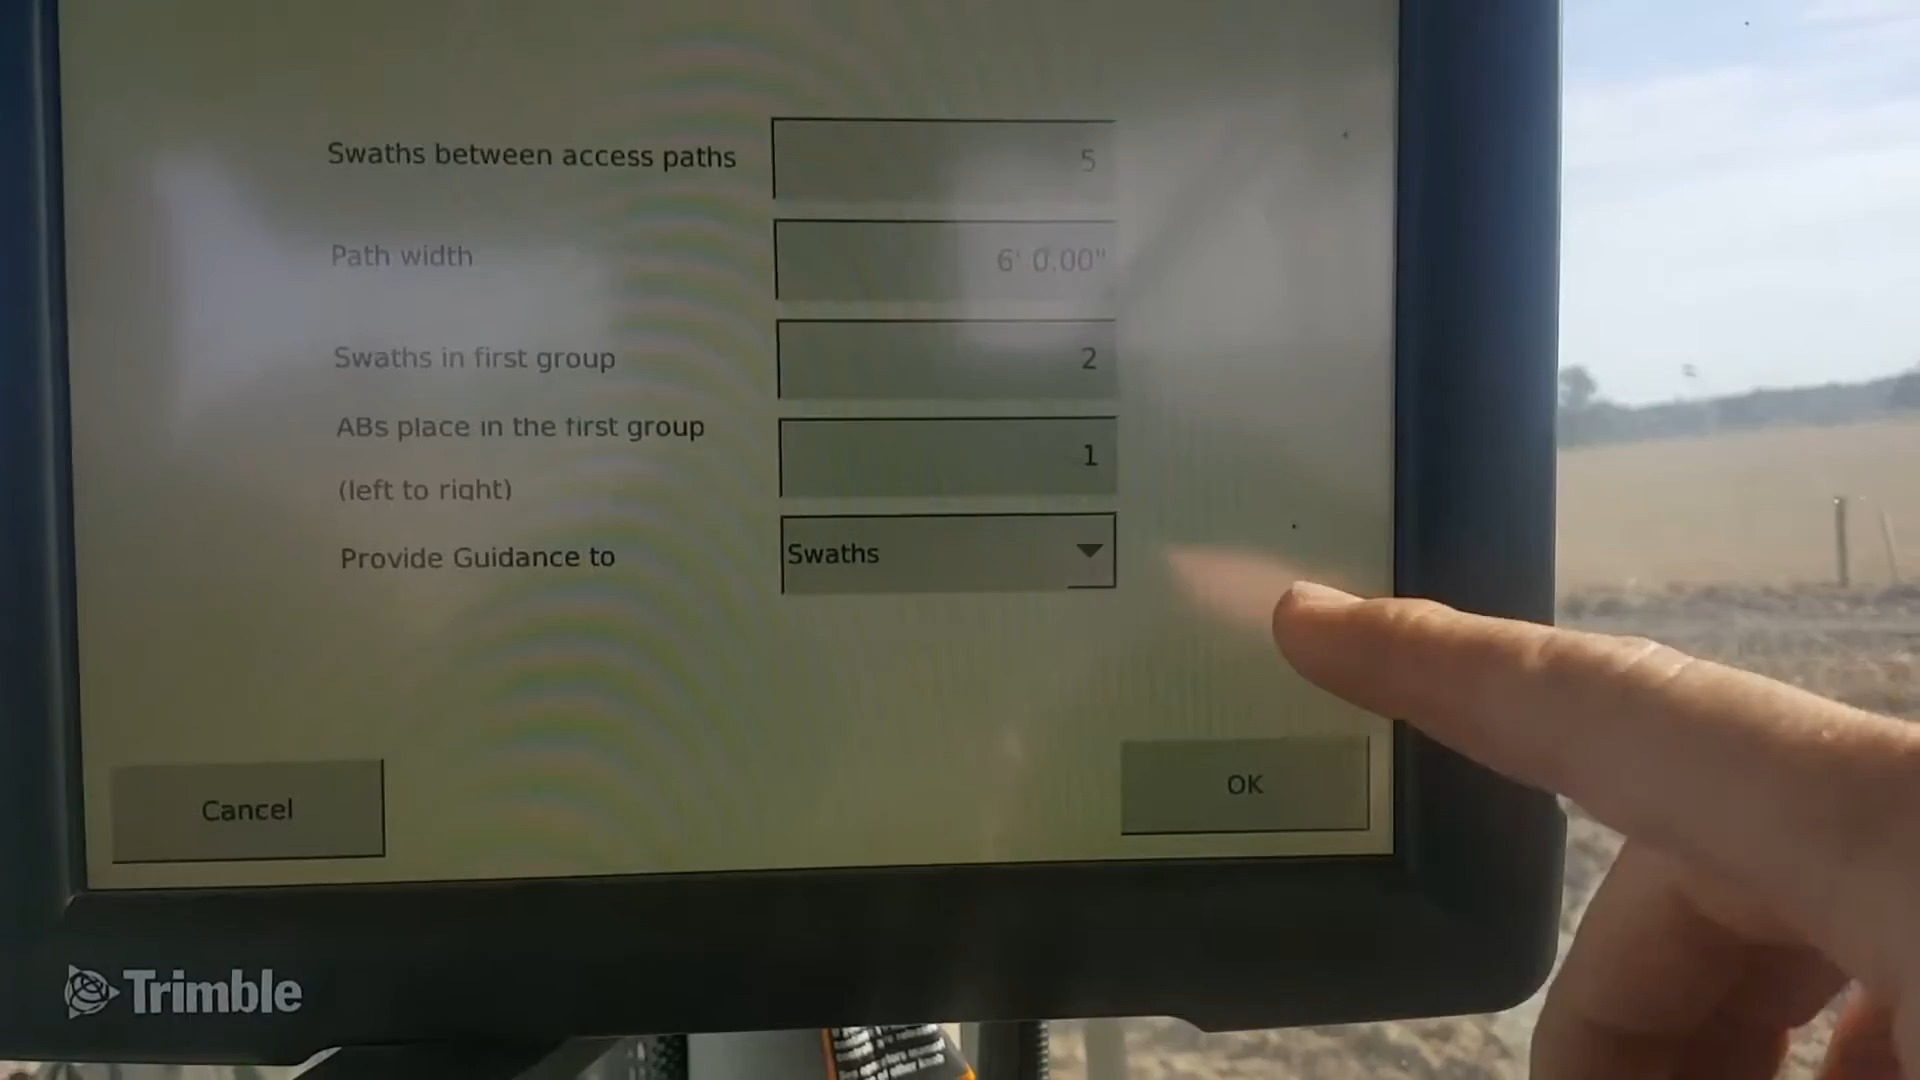 Swaths between access paths 5
Path width 6' 0.00"
Swaths in first group 2
ABs place in the first group
(left to right) 1
Provide Guidance to Swaths
Cancel OK
Trimble